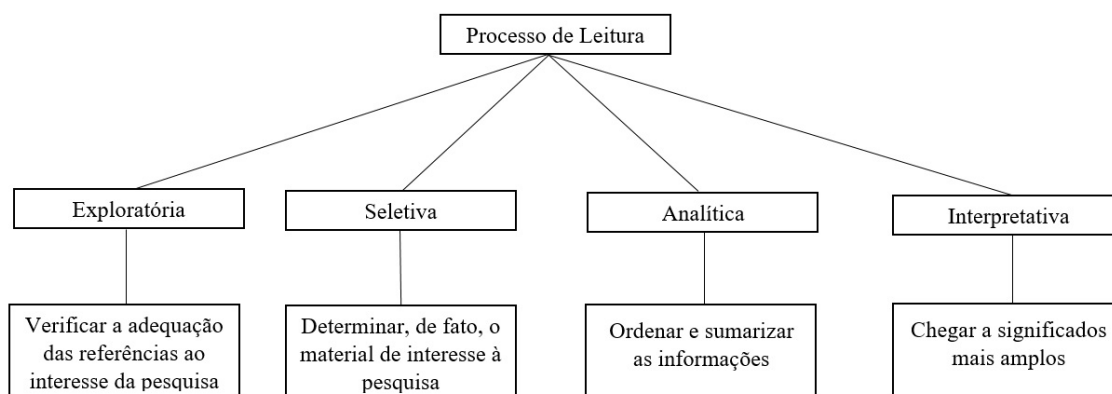 Processo de Leitura
Exploratória
Seletiva
Analítica
Interpretativa
Verificar a adequação
das referências ao
interesse da pesquisa
Determinar, de fato, o
material de interesse à
pesquisa
Ordenar e sumarizar
as informações
Chegar a significados
mais amplos